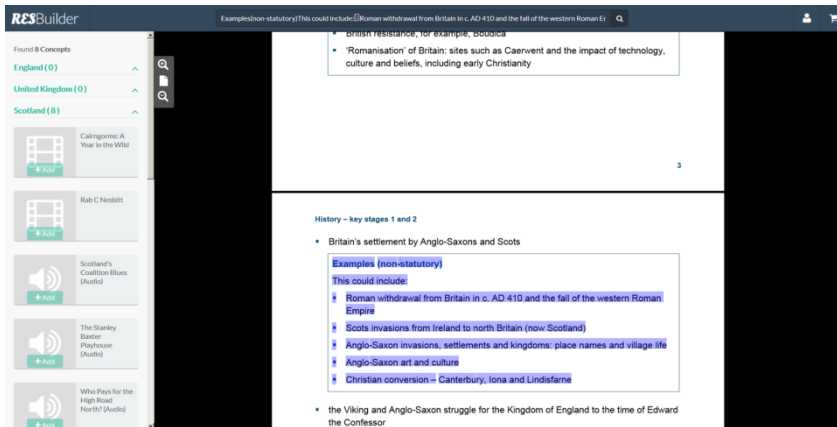 RESBuilder
Examples(non-statutory)This could include:Roman withdrawal from Britain in c. AD 410 and the fall of the western Roman Er
Found 8 Concepts
England ( 0 )
United Kingdom ( 0 )
Scotland ( 8 )
Cairngorms: A
Year in the Wild
+ Add
Rab C Nesbitt
+ Add
Scotland's
Coalition Blues
(Audio)
+ Add
The Stanley
Baxter
Playhouse
(Audio)
+ Add
Who Pays for the
High Road
North? (Audio)
+ Add
British resistance, for example, Boudica
▪ 'Romanisation' of Britain: sites such as Caerwent and the impact of technology,
culture and beliefs, including early Christianity
3
History – key stages 1 and 2
▪ Britain's settlement by Anglo-Saxons and Scots
Examples (non-statutory)
This could include:
▪ Roman withdrawal from Britain in c. AD 410 and the fall of the western Roman
Empire
▪ Scots invasions from Ireland to north Britain (now Scotland)
▪ Anglo-Saxon invasions, settlements and kingdoms: place names and village life
▪ Anglo-Saxon art and culture
▪ Christian conversion – Canterbury, Iona and Lindisfarne
▪ the Viking and Anglo-Saxon struggle for the Kingdom of England to the time of Edward
the Confessor